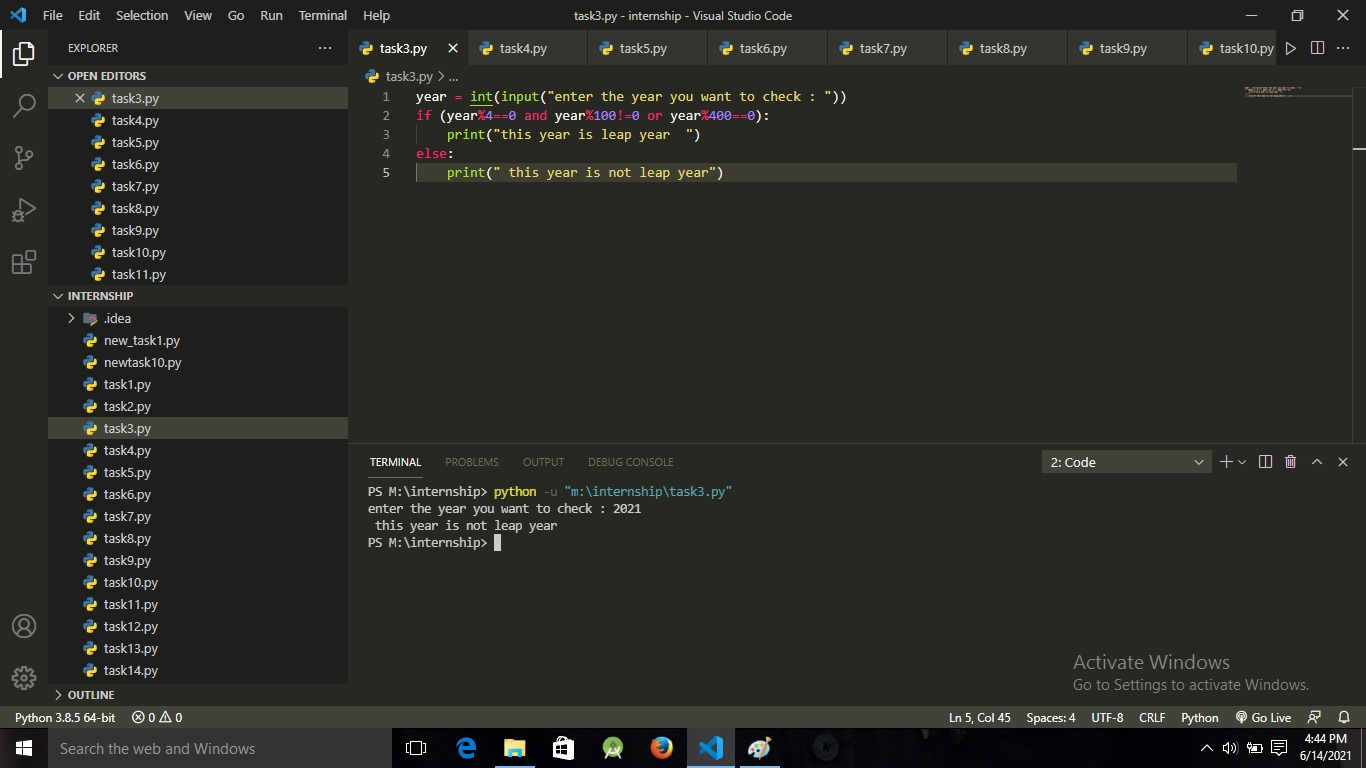 File Edit Selection View Go Run Terminal Help
task3.py - internship - Visual Studio Code
EXPLORER
OPEN EDITORS
task3.py
task4.py
task5.py
task6.py
task7.py
task8.py
task9.py
task10.py
task11.py
INTERNSHIP
.idea
new_task1.py
newtask10.py
task1.py
task2.py
task3.py
task4.py
task5.py
task6.py
task7.py
task8.py
task9.py
task10.py
task11.py
task12.py
task13.py
task14.py
OUTLINE
task3.py task4.py task5.py task6.py task7.py task8.py task9.py task10.py
task3.py > ...
1 year = int(input("enter the year you want to check : "))
2 if (year%4==0 and year%100!=0 or year%400==0):
3     print("this year is leap year  ")
4 else:
5     print(" this year is not leap year")
TERMINAL PROBLEMS OUTPUT DEBUG CONSOLE
2: Code
PS M:\internship> python -u "m:\internship\task3.py"
enter the year you want to check : 2021
 this year is not leap year
PS M:\internship>
Activate Windows
Go to Settings to activate Windows.
Python 3.8.5 64-bit 0 0 Ln 5, Col 45 Spaces: 4 UTF-8 CRLF Python Go Live
Search the web and Windows
4:44 PM
6/14/2021